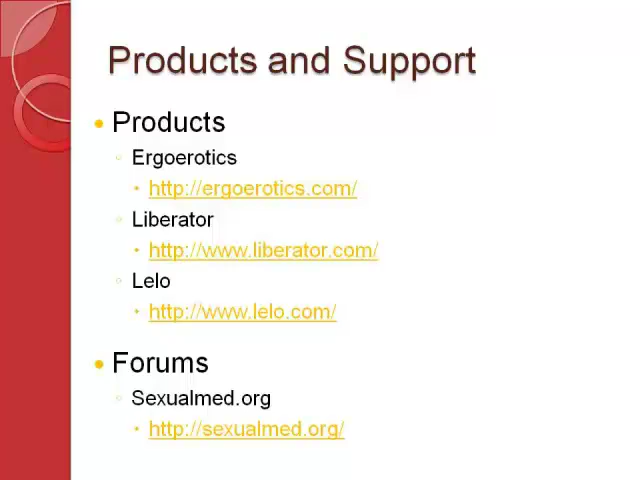 Products and Support
Products
Ergoerotics
http://ergoerotics.com/
Liberator
http://www.liberator.com/
Lelo
http://www.lelo.com/
Forums
Sexualmed.org
http://sexualmed.org/